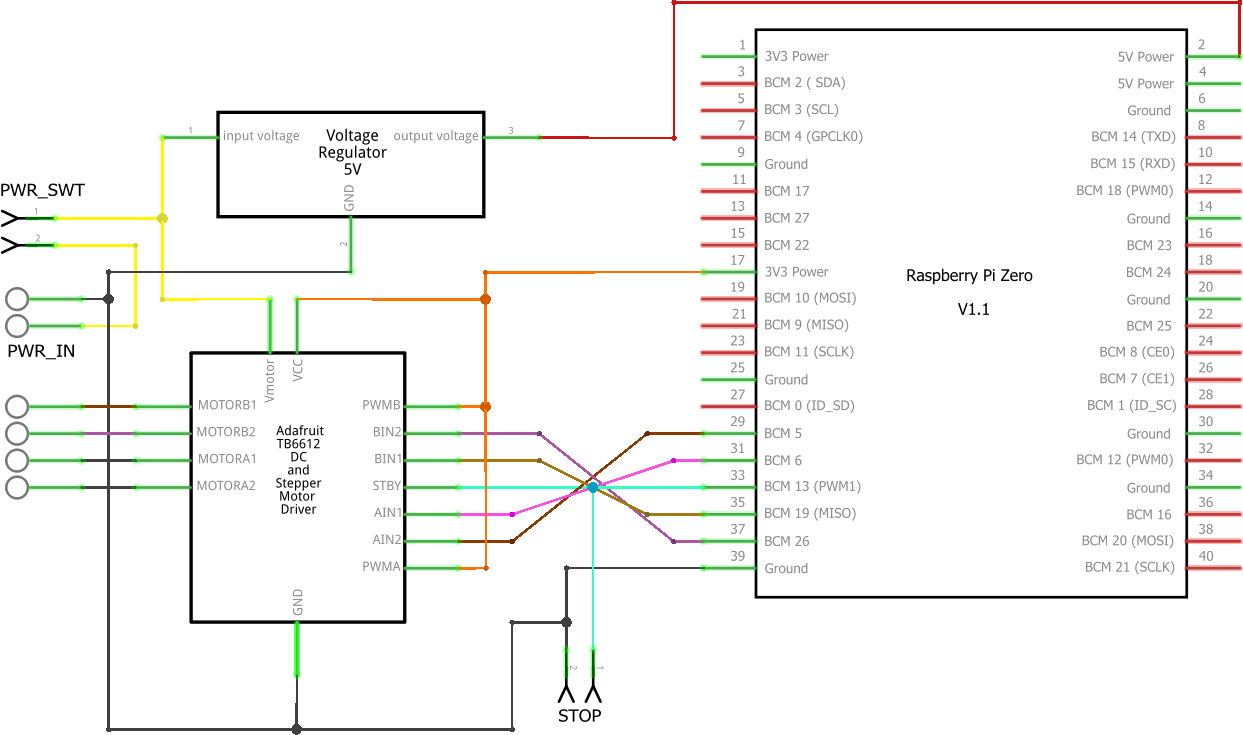 PWR_SWT
1
2
PWR_IN
1
input voltage
Voltage
Regulator
5V
output voltage
3
GND
2
Vmotor
VCC
MOTORB1
MOTORB2
MOTORA1
MOTORA2
Adafruit
TB6612
DC
and
Stepper
Motor
Driver
PWMB
BIN2
BIN1
STBY
AIN1
AIN2
PWMA
GND
2
1
STOP
1
3V3 Power
3
BCM 2 ( SDA)
5
BCM 3 (SCL)
7
BCM 4 (GPCLK0)
9
Ground
11
BCM 17
13
BCM 27
15
BCM 22
17
3V3 Power
19
BCM 10 (MOSI)
21
BCM 9 (MISO)
23
BCM 11 (SCLK)
25
Ground
27
BCM 0 (ID_SD)
29
BCM 5
31
BCM 6
33
BCM 13 (PWM1)
35
BCM 19 (MISO)
37
BCM 26
39
Ground
Raspberry Pi Zero
V1.1
2
5V Power
4
5V Power
6
Ground
8
BCM 14 (TXD)
10
BCM 15 (RXD)
12
BCM 18 (PWM0)
14
Ground
16
BCM 23
18
BCM 24
20
Ground
22
BCM 25
24
BCM 8 (CE0)
26
BCM 7 (CE1)
28
BCM 1 (ID_SC)
30
Ground
32
BCM 12 (PWM0)
34
Ground
36
BCM 16
38
BCM 20 (MOSI)
40
BCM 21 (SCLK)